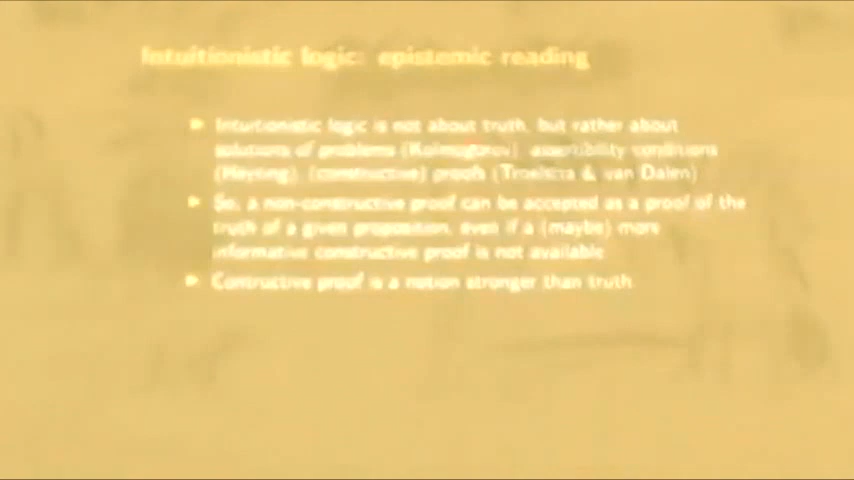 Intuitionistic logic: epistemic reading
Intuitionistic logic is not about truth, but rather about
solutions of problems (Kolmogorov), assertibility conditions
(Heyting), (constructive) proofs (Troelstra & van Dalen)
So, a non-constructive proof can be accepted as a proof of the
truth of a given proposition, even if a (maybe) more
informative constructive proof is not available
Contructive proof is a notion stronger than truth.